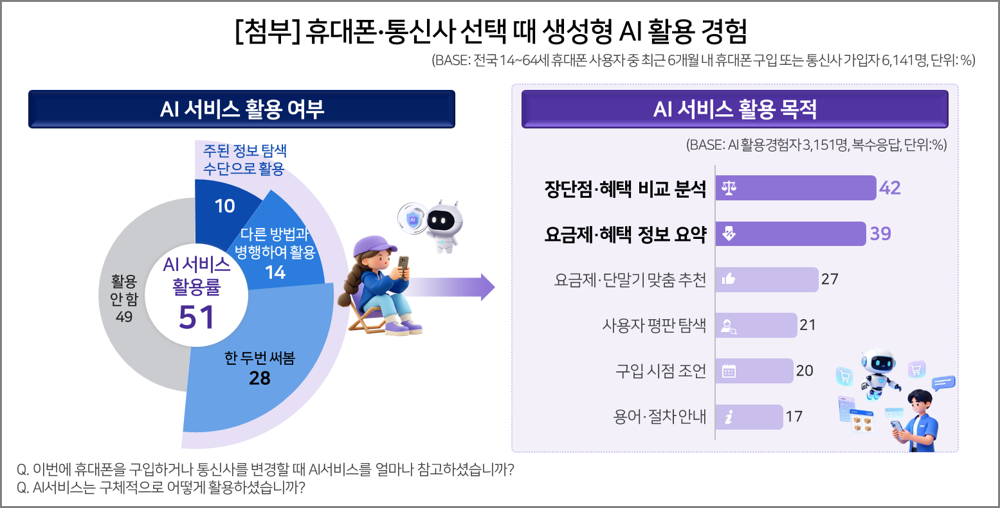 [첨부] 휴대폰·통신사 선택 때 생성형 AI 활용 경험
(BASE: 전국 14~64세 휴대폰 사용자 중 최근 6개월 내 휴대폰 구입 또는 통신사 가입자 6,141명, 단위: %)
AI 서비스 활용 여부
주된 정보 탐색
수단으로 활용
10
다른 방법과
병행하여 활용
14
AI 서비스
활용률
51
활용
안 함
49
한 두번 써봄
28
AI
AI 서비스 활용 목적
(BASE: AI 활용경험자 3,151명, 복수응답, 단위:%)
장단점·혜택 비교 분석 42
요금제·혜택 정보 요약 39
요금제·단말기 맞춤 추천 27
사용자 평판 탐색 21
구입 시점 조언 20
용어·절차 안내 17
Q. 이번에 휴대폰을 구입하거나 통신사를 변경할 때 AI서비스를 얼마나 참고하셨습니까?
Q. AI서비스는 구체적으로 어떻게 활용하셨습니까?